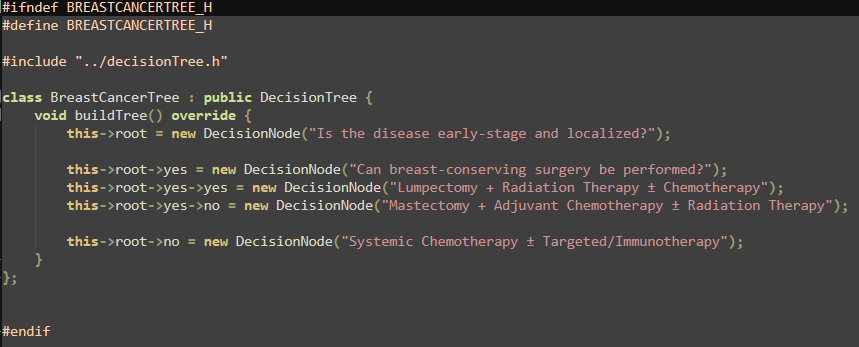 #ifndef BREASTCANCERTREE_H
#define BREASTCANCERTREE_H
#include "../decisionTree.h"
class BreastCancerTree : public DecisionTree {
void buildTree() override {
this->root = new DecisionNode("Is the disease early-stage and localized?");
this->root->yes = new DecisionNode("Can breast-conserving surgery be performed?");
this->root->yes->yes = new DecisionNode("Lumpectomy + Radiation Therapy ± Chemotherapy");
this->root->yes->no = new DecisionNode("Mastectomy + Adjuvant Chemotherapy ± Radiation Therapy");
this->root->no = new DecisionNode("Systemic Chemotherapy ± Targeted/Immunotherapy");
}
};
#endif